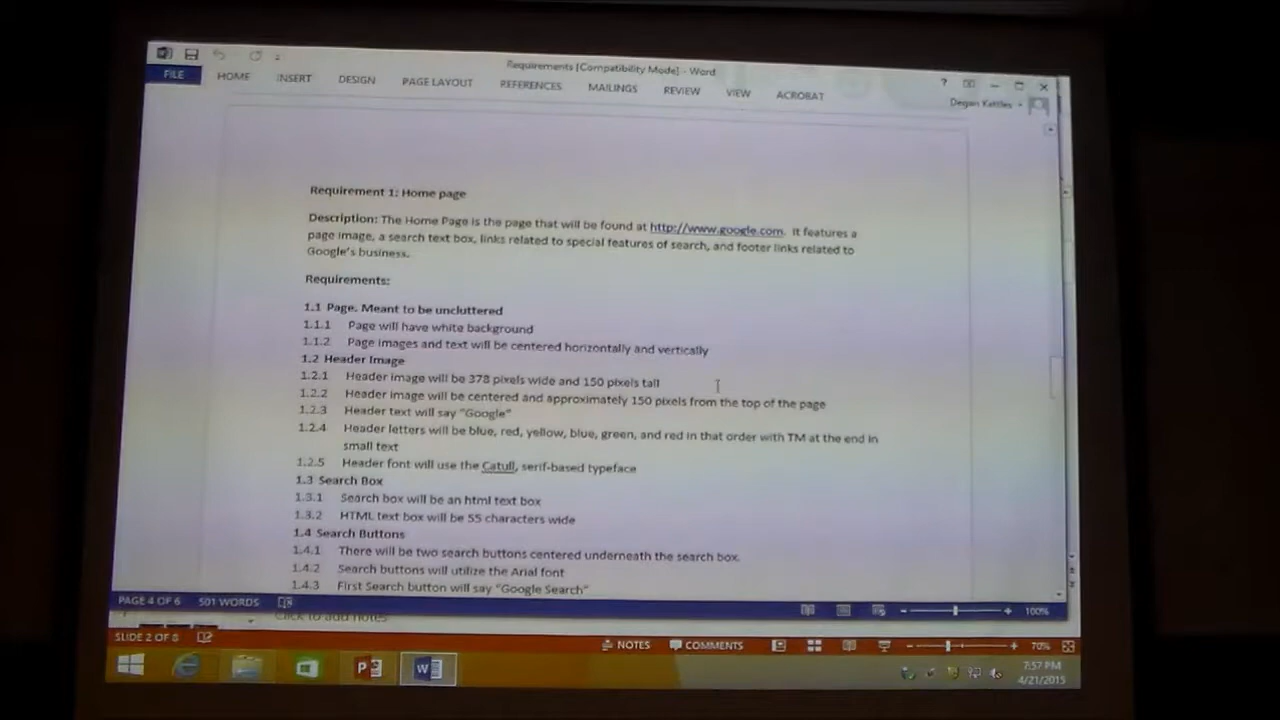 Requirements [Compatibility Mode] - Word
FILE HOME INSERT DESIGN PAGE LAYOUT REFERENCES MAILINGS REVIEW VIEW ACROBAT
Degan Kettles
Requirement 1: Home page
Description: The Home Page is the page that will be found at http://www.google.com. It features a
page image, a search text box, links related to special features of search, and footer links related to
Google's business.
Requirements:
1.1 Page. Meant to be uncluttered
1.1.1 Page will have white background
1.1.2 Page images and text will be centered horizontally and vertically
1.2 Header Image
1.2.1 Header image will be 378 pixels wide and 150 pixels tall
1.2.2 Header image will be centered and approximately 150 pixels from the top of the page
1.2.3 Header text will say "Google"
1.2.4 Header letters will be blue, red, yellow, blue, green, and red in that order with TM at the end in
small text
1.2.5 Header font will use the Catull, serif-based typeface
1.3 Search Box
1.3.1 Search box will be an html text box
1.3.2 HTML text box will be 55 characters wide
1.4 Search Buttons
1.4.1 There will be two search buttons centered underneath the search box.
1.4.2 Search buttons will utilize the Arial font
1.4.3 First Search button will say "Google Search"
PAGE 4 OF 6 501 WORDS 100%
Click to add notes
SLIDE 2 OF 8 NOTES COMMENTS 70%
7:57 PM
4/21/2015